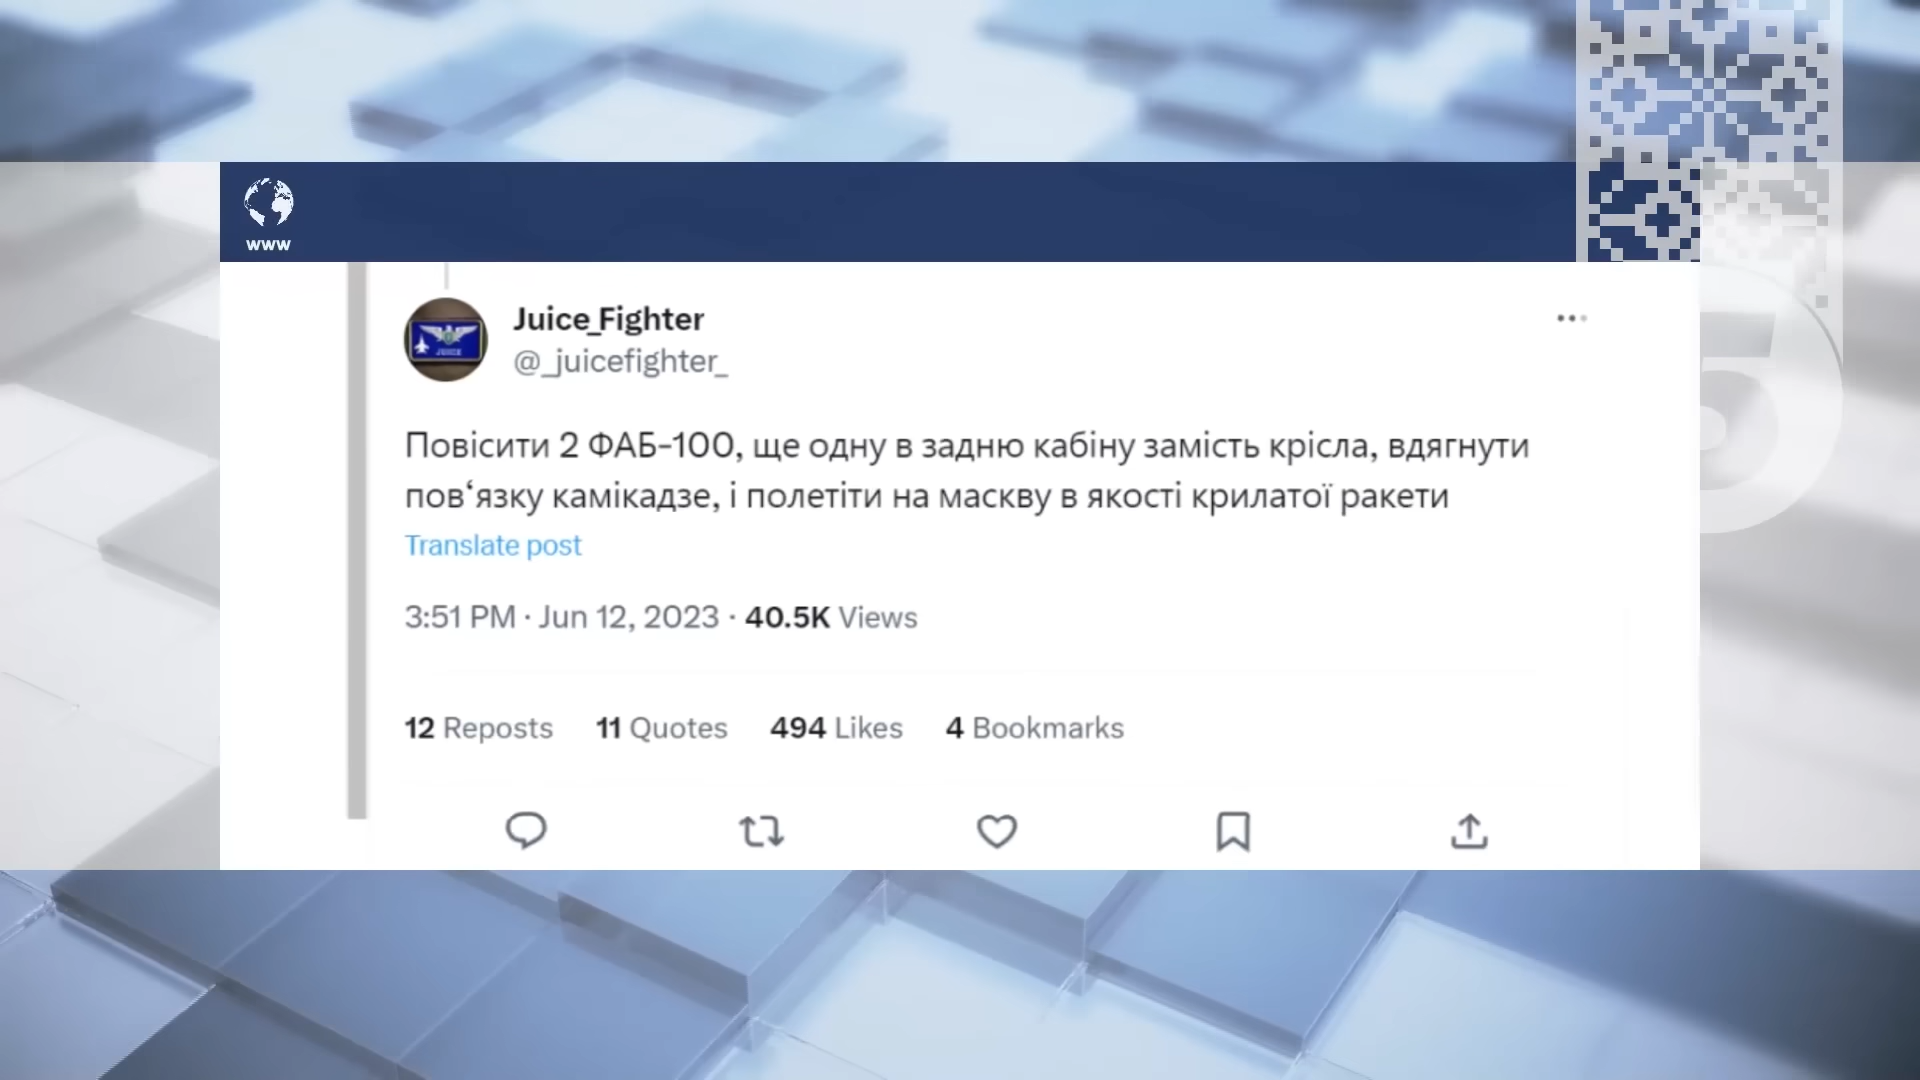 www
Juice_Fighter
@_juicefighter_
Повісити 2 ФАБ-100, ще одну в задню кабіну замість крісла, вдягнути
пов‘язку камікадзе, і полетіти на маскву в якості крилатої ракети
Translate post
3:51 PM · Jun 12, 2023 · 40.5K Views
12 Reposts 11 Quotes 494 Likes 4 Bookmarks
JUICE
5